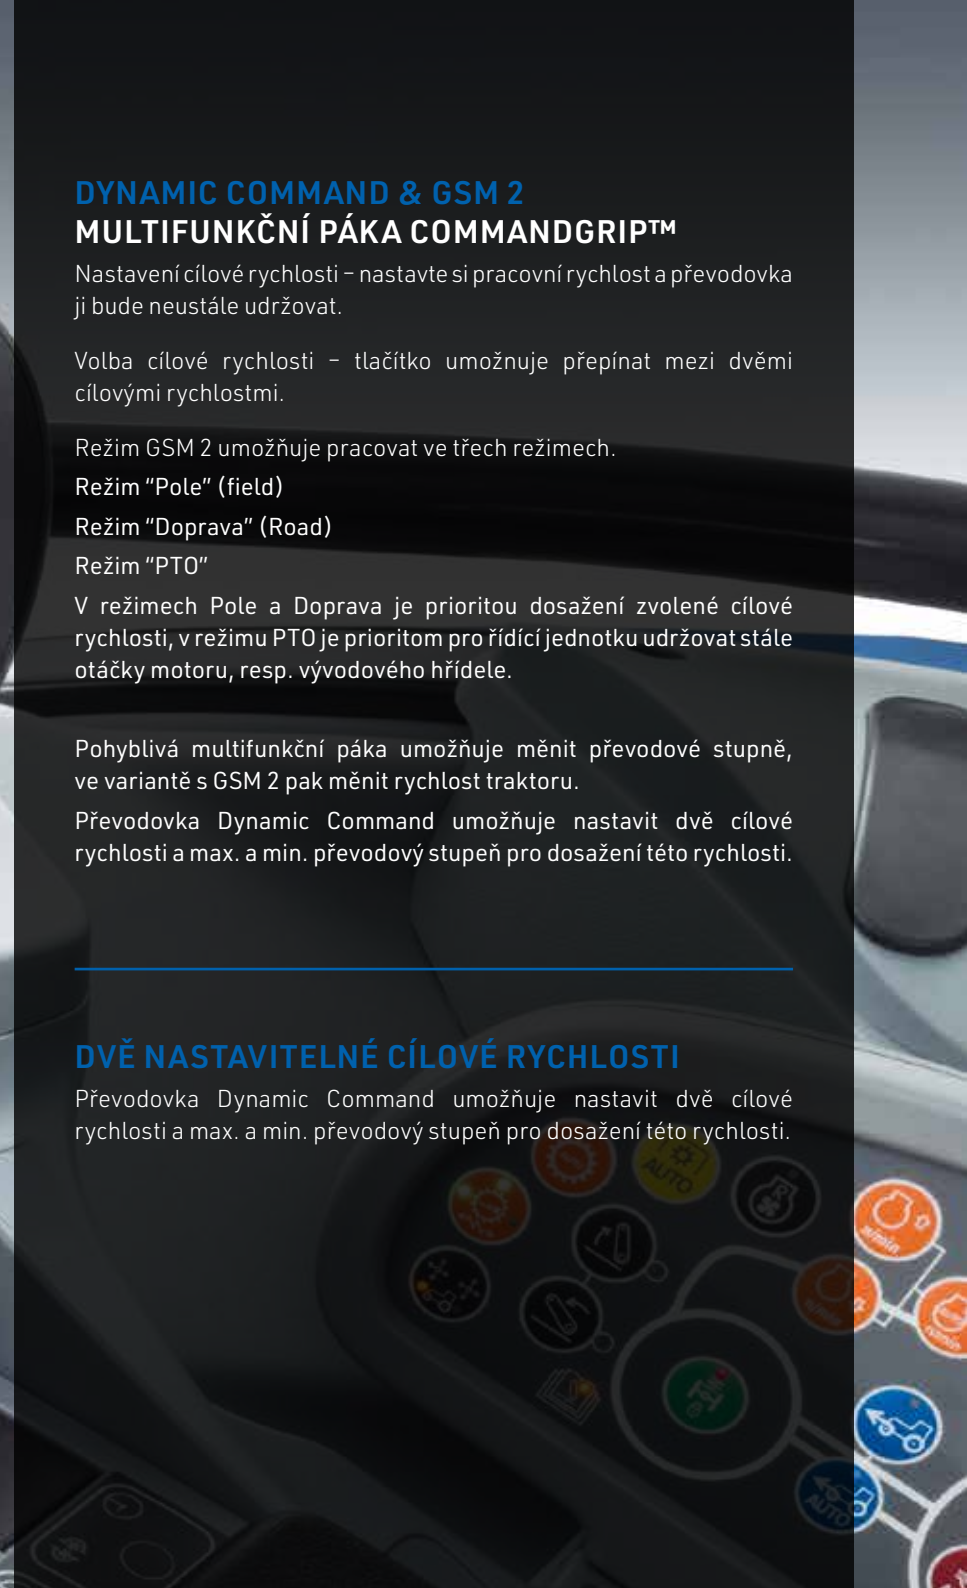 DYNAMIC COMMAND & GSM 2
MULTIFUNKČNÍ PÁKA COMMANDGRIP™
Nastavení cílové rychlosti – nastavte si pracovní rychlost a převodovka
ji bude neustále udržovat.
Volba cílové rychlosti – tlačítko umožnuje přepínat mezi dvěmi
cílovými rychlostmi.
Režim GSM 2 umožňuje pracovat ve třech režimech.
Režim “Pole” (field)
Režim “Doprava” (Road)
Režim “PTO”
V režimech Pole a Doprava je prioritou dosažení zvolené cílové
rychlosti, v režimu PTO je prioritom pro řídící jednotku udržovat stále
otáčky motoru, resp. vývodového hřídele.
Pohyblivá multifunkční páka umožňuje měnit převodové stupně,
ve variantě s GSM 2 pak měnit rychlost traktoru.
Převodovka Dynamic Command umožňuje nastavit dvě cílové
rychlosti a max. a min. převodový stupeň pro dosažení této rychlosti.
DVĚ NASTAVITELNÉ CÍLOVÉ RYCHLOSTI
Převodovka Dynamic Command umožňuje nastavit dvě cílové
rychlosti a max. a min. převodový stupeň pro dosažení této rychlosti.
AUTO
n/min
AUTO